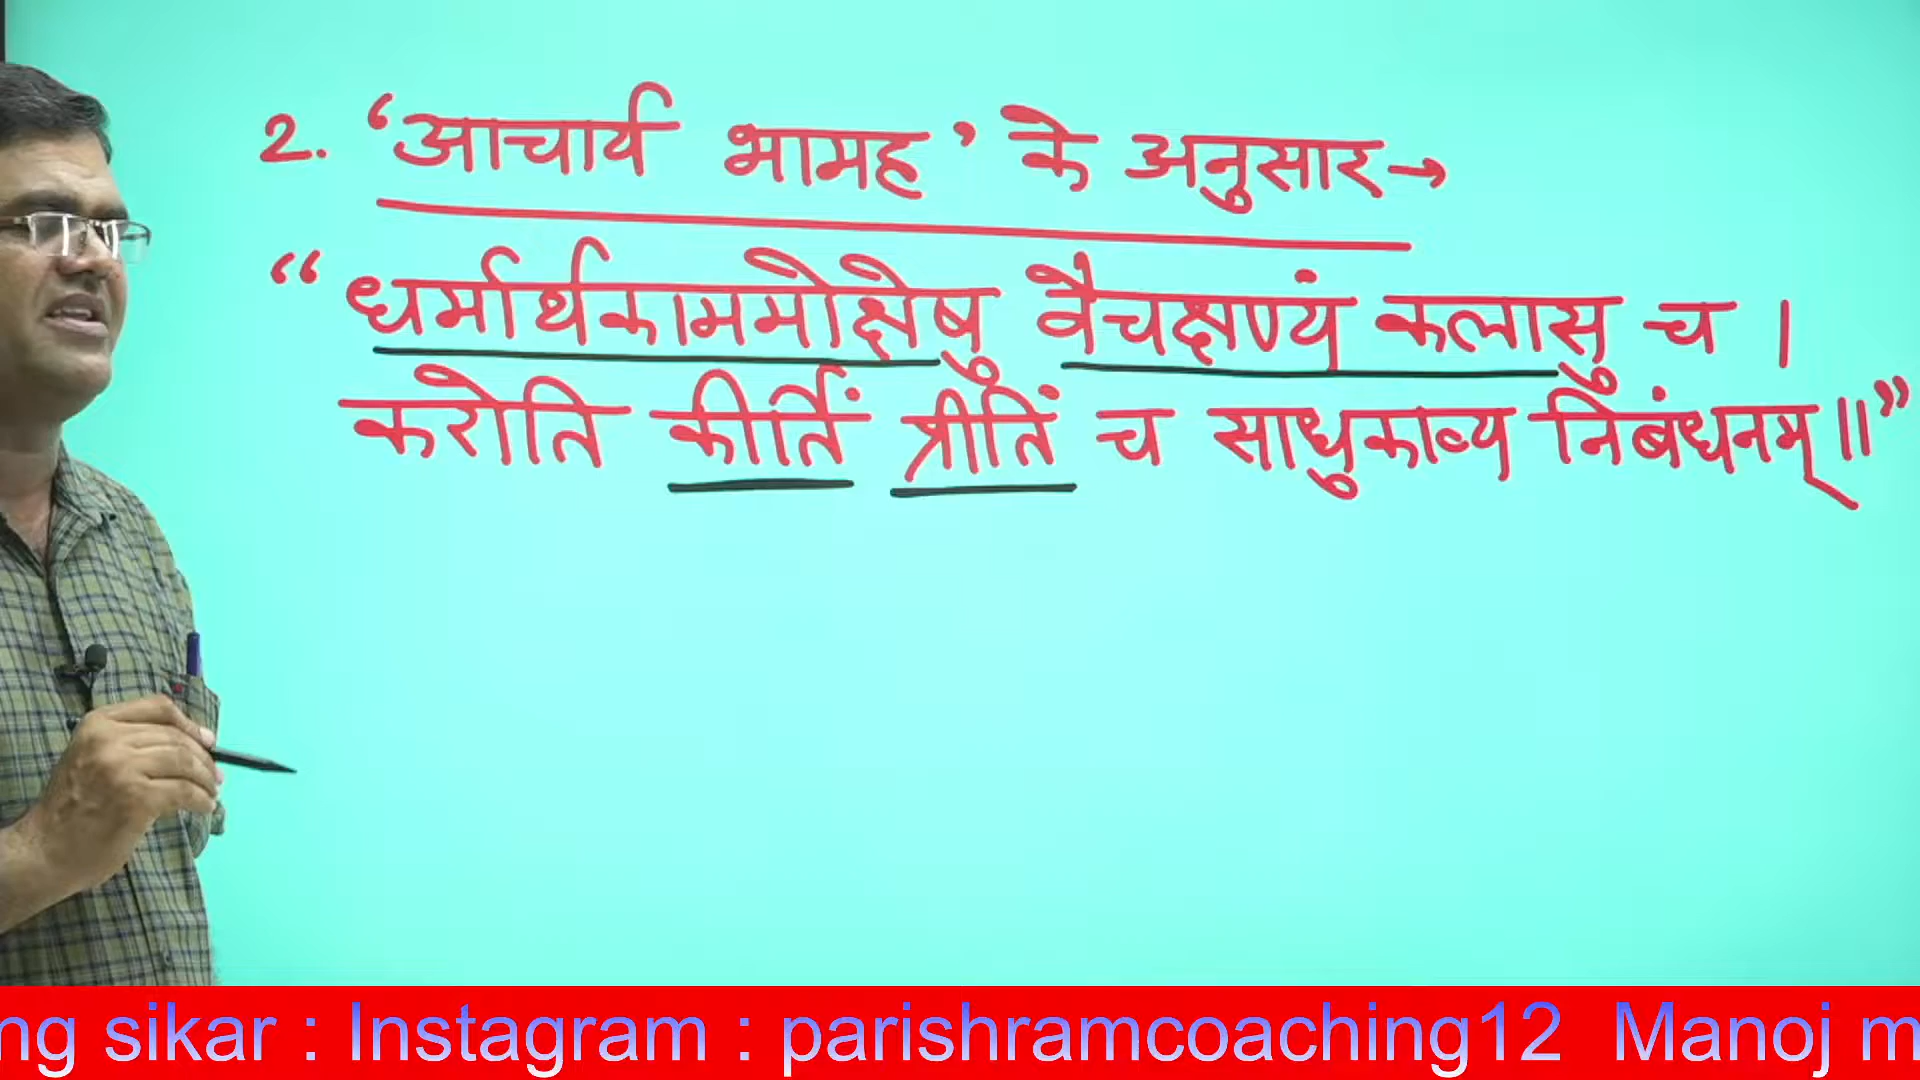 2. ‘आचार्य भामह’ के अनुसार→
“धर्मार्थकाममोक्षेषु वैचक्षण्यं कलासु च ।
करोति कीर्तिं प्रीतिं च साधुकाव्य निबंधनम् ॥”
ng sikar : Instagram : parishramcoaching12 Manoj m